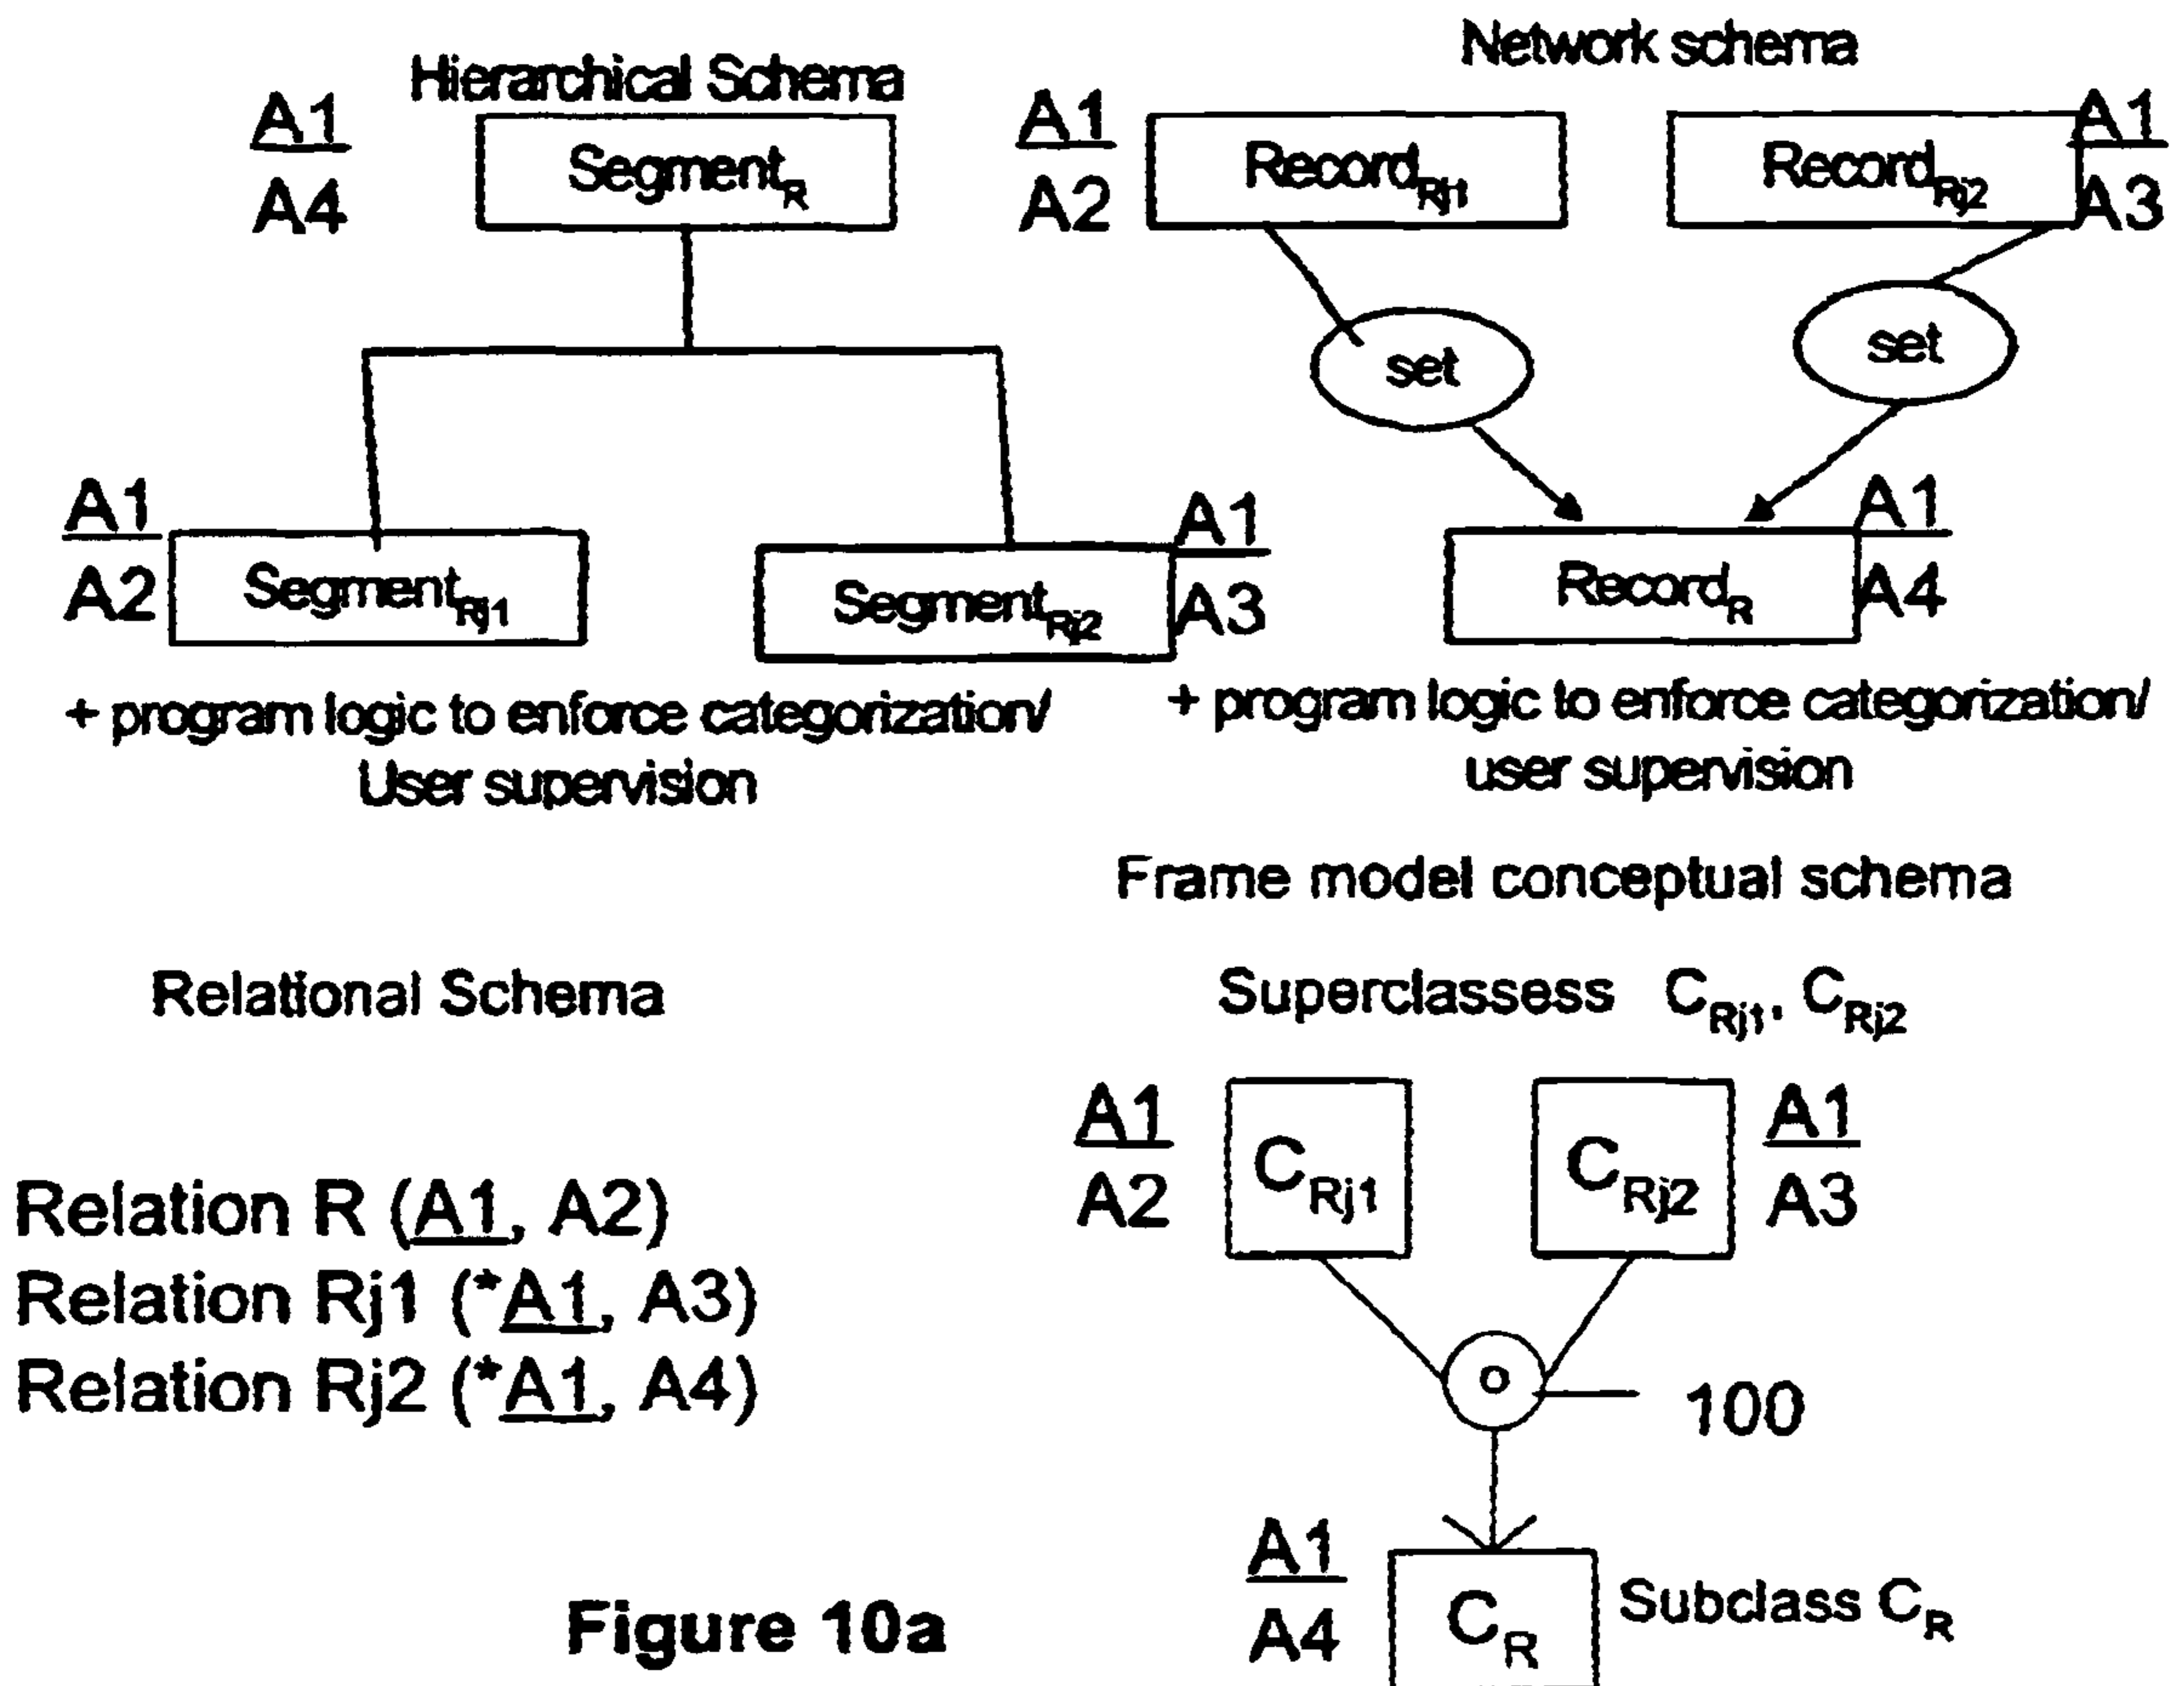 Hierarchical Schema
A1
A4
Segment_R
A1
A2
Segment_Rj1
Segment_Rj2
A1
A3
+ program logic to enforce categorization/
User supervision
Network schema
A1
A2
Record_Rj1
Record_Rj2
A1
A3
set
set
Record_R
A1
A4
+ program logic to enforce categorization/
user supervision
Relational Schema
Relation R (A1, A2)
Relation Rj1 (*A1, A3)
Relation Rj2 (*A1, A4)
Frame model conceptual schema
Superclassess C_Rj1, C_Rj2
A1
A2
C_Rj1
C_Rj2
A1
A3
o
100
A1
A4
C_R
Subclass C_R
Figure 10a